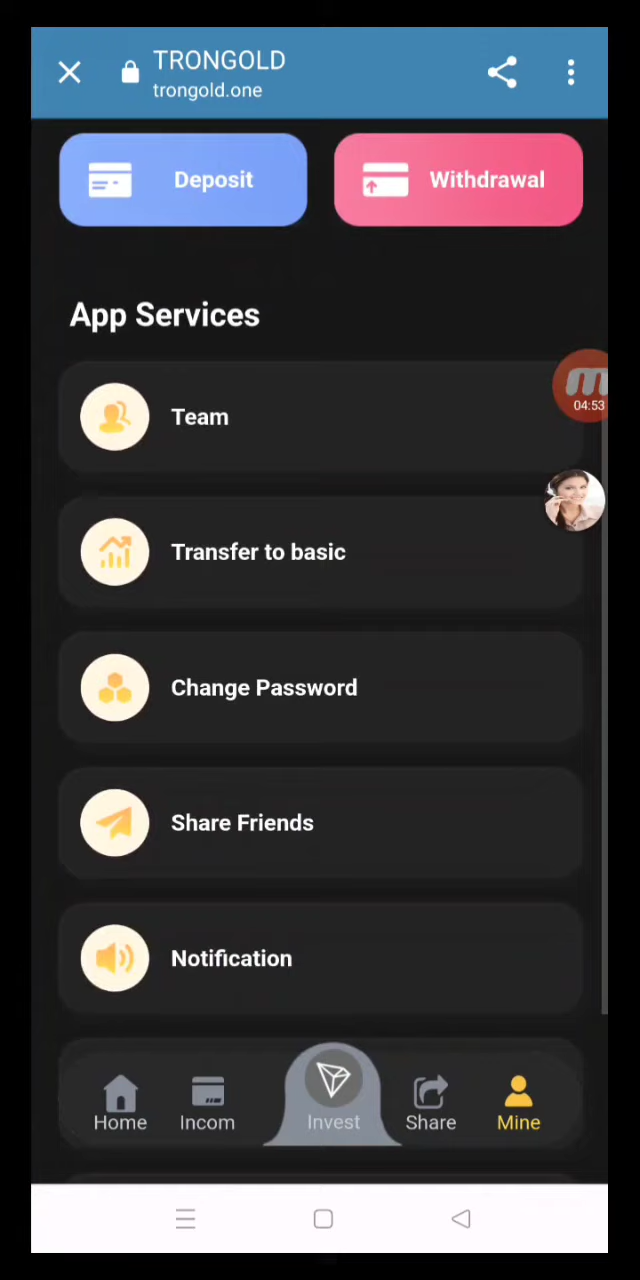 TRONGOLD
trongold.one
Deposit
Withdrawal
App Services
Team
04:53
Transfer to basic
Change Password
Share Friends
Notification
Home
Incom
Invest
Share
Mine